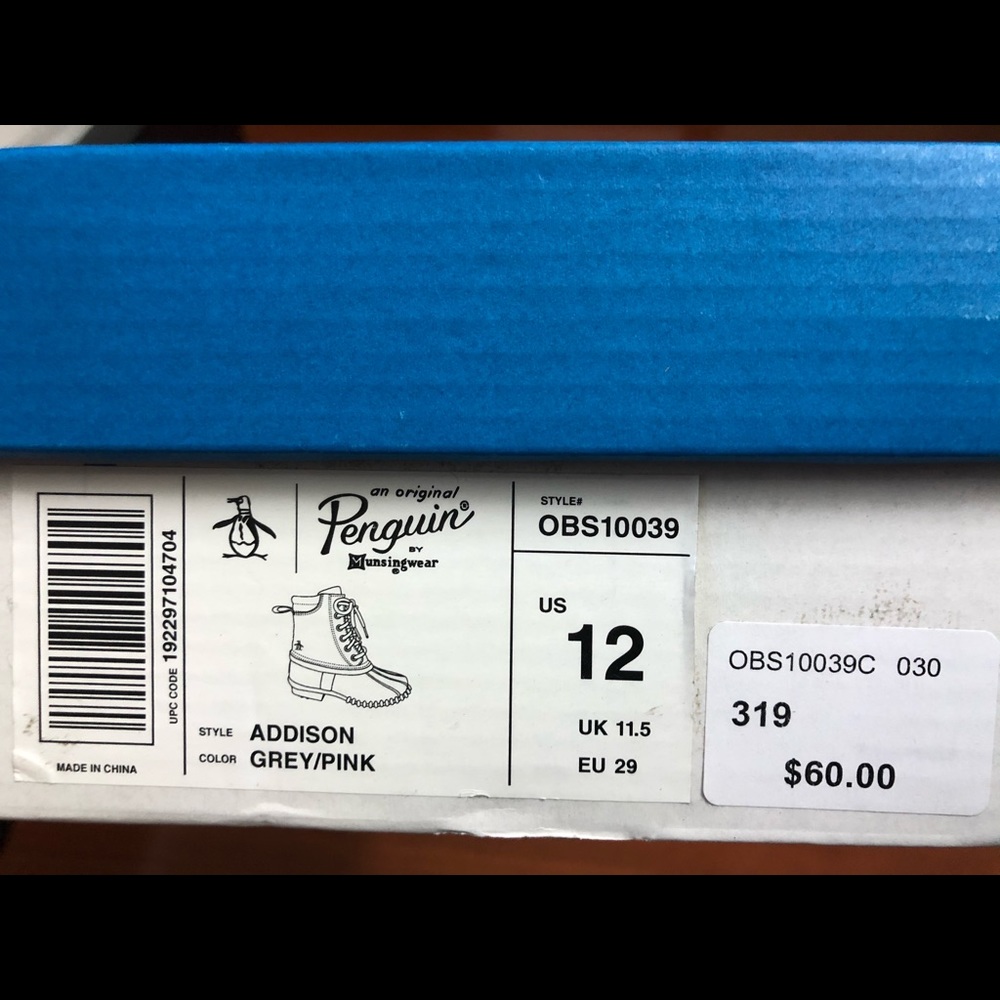 UPC CODE 192297104704
MADE IN CHINA
an original
Penguin®
BY
Munsingwear
®
STYLE ADDISON
COLOR GREY/PINK
STYLE#
OBS10039
US
12
UK 11.5
EU 29
OBS10039C 030
319
$60.00